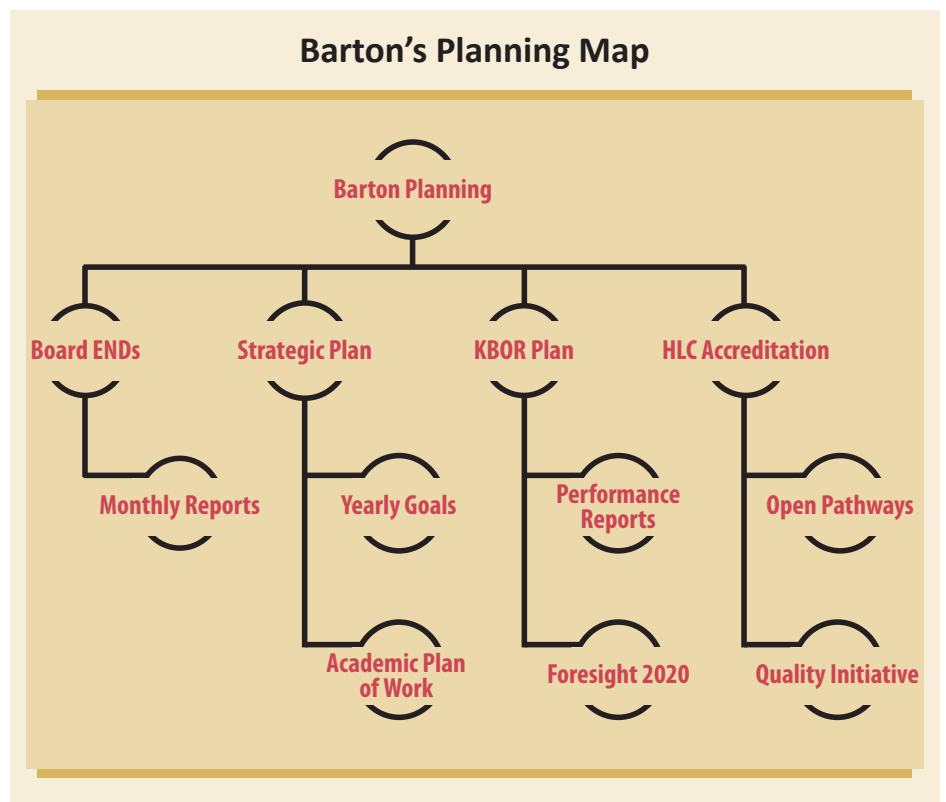 Barton’s Planning Map
Barton Planning
Board ENDs
Strategic Plan
KBOR Plan
HLC Accreditation
Monthly Reports
Yearly Goals
Performance
Reports
Open Pathways
Academic Plan
of Work
Foresight 2020
Quality Initiative